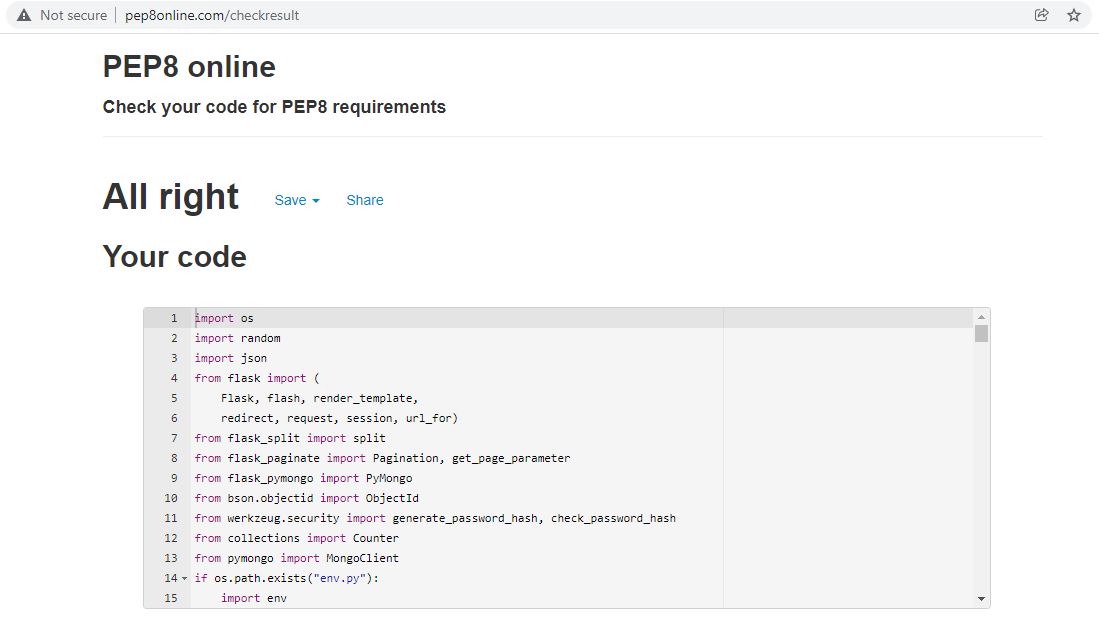 Not secure pep8online.com/checkresult
PEP8 online
Check your code for PEP8 requirements
All right Save Share
Your code
1 import os
2 import random
3 import json
4 from flask import (
5     Flask, flash, render_template,
6     redirect, request, session, url_for)
7 from flask_split import split
8 from flask_paginate import Pagination, get_page_parameter
9 from flask_pymongo import PyMongo
10 from bson.objectid import ObjectId
11 from werkzeug.security import generate_password_hash, check_password_hash
12 from collections import Counter
13 from pymongo import MongoClient
14 if os.path.exists("env.py"):
15     import env